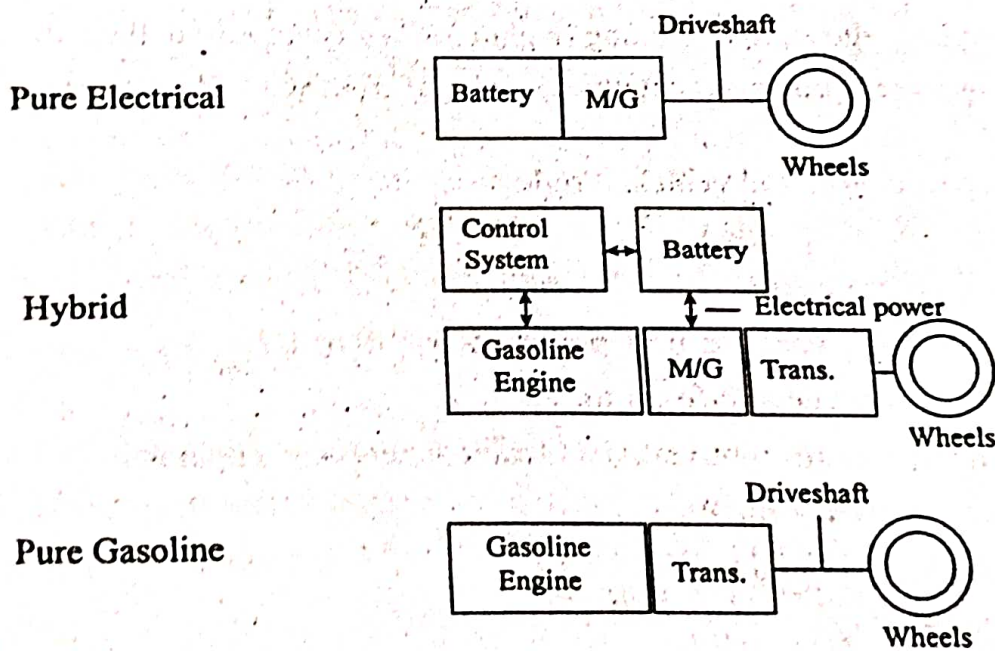 Driveshaft
Pure Electrical
Battery
M/G
Wheels
Control
System
Battery
Hybrid
Electrical power
Gasoline
Engine
M/G
Trans.
Wheels
Driveshaft
Pure Gasoline
Gasoline
Engine
Trans.
Wheels